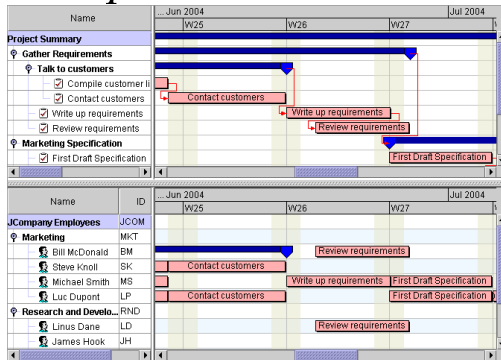 Name
... Jun 2004
Jul 2004
W25
W26
W27
Project Summary
Gather Requirements
Talk to customers
Compile customer li
Contact customers
Contact customers
Write up requirements
Write up requirements
Review requirements
Review requirements
Marketing Specification
First Draft Specification
First Draft Specification
Name
ID
... Jun 2004
Jul 2004
W25
W26
W27
JCompany Employees
JCOM
Marketing
MKT
Bill McDonald
BM
Review requirements
Steve Knoll
SK
Contact customers
Michael Smith
MS
Write up requirements
First Draft Specification
Luc Dupont
LP
Contact customers
First Draft Specification
Research and Develo...
RND
Linus Dane
LD
Review requirements
James Hook
JH